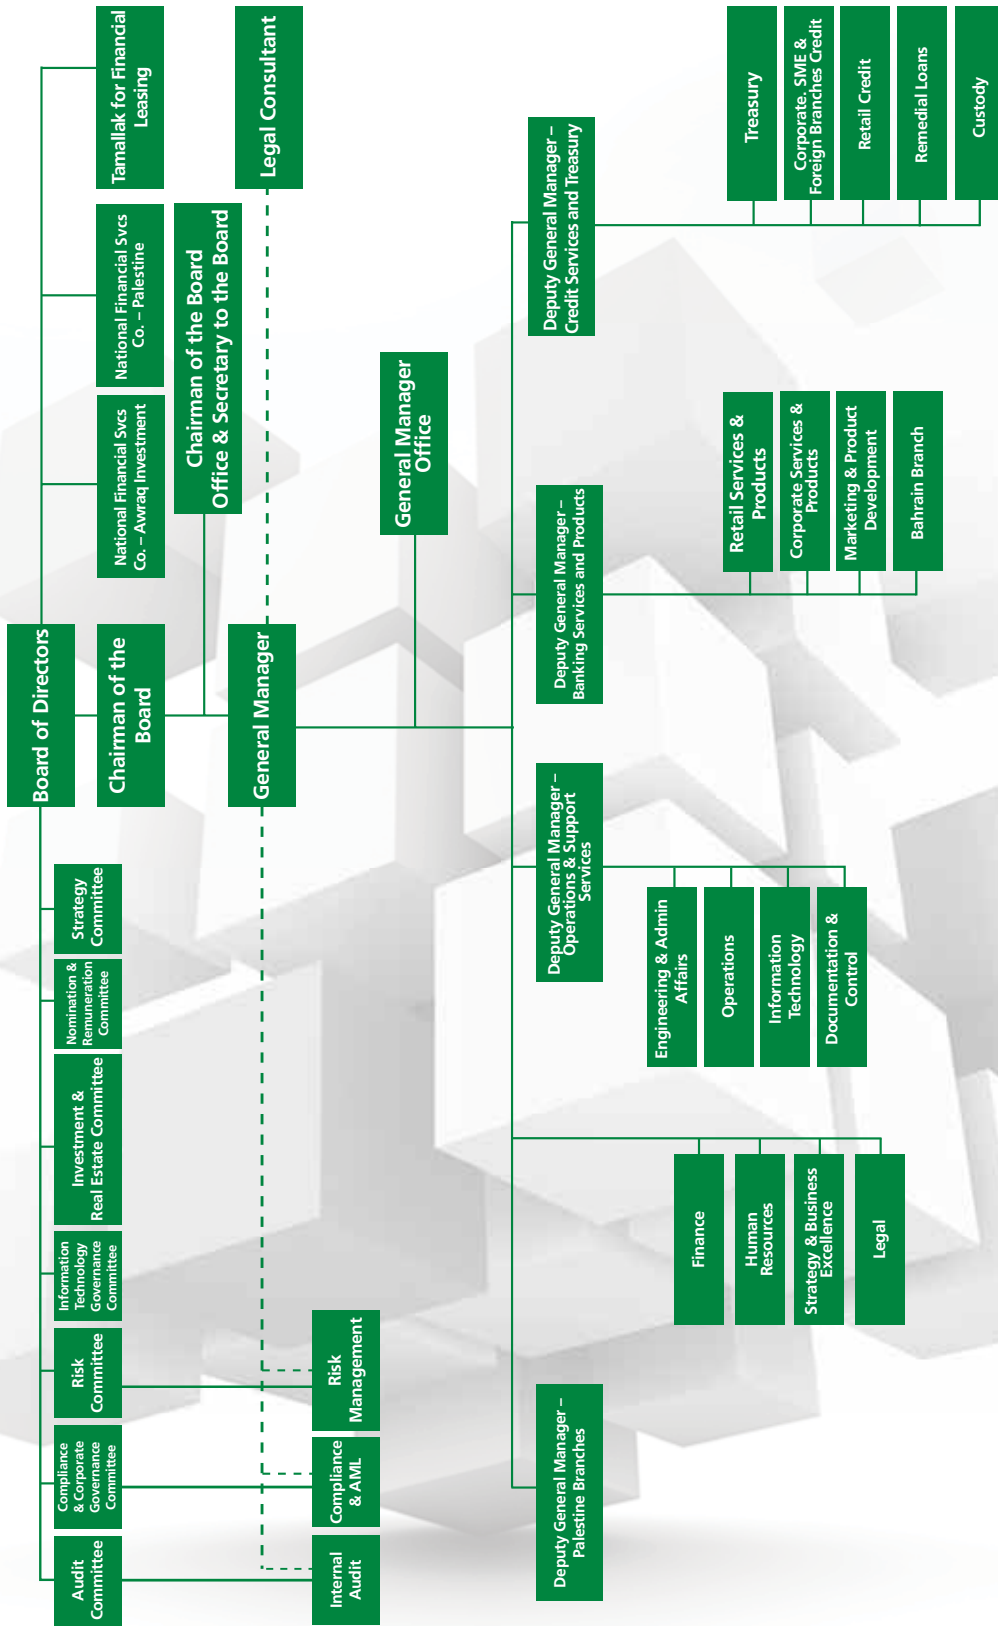 Board of Directors
Audit
Committee
Compliance
& Corporate
Governance
Committee
Risk
Committee
Information
Technology
Governance
Committee
Investment &
Real Estate Committee
Nomination &
Remuneration
Committee
Strategy
Committee
Chairman of the
Board
National Financial Svcs
Co. – Awraq Investment
National Financial Svcs
Co. – Palestine
Tamallak for Financial
Leasing
Chairman of the Board
Office & Secretary to the Board
General Manager
Legal Consultant
Internal
Audit
Compliance
& AML
Risk
Management
General Manager
Office
Deputy General Manager –
Palestine Branches
Finance
Human
Resources
Strategy & Business
Excellence
Legal
Deputy General Manager –
Operations & Support
Services
Engineering & Admin
Affairs
Operations
Information
Technology
Documentation &
Control
Deputy General Manager –
Banking Services and Products
Retail Services &
Products
Corporate Services &
Products
Marketing & Product
Development
Bahrain Branch
Deputy General Manager –
Credit Services and Treasury
Treasury
Corporate. SME &
Foreign Branches Credit
Retail Credit
Remedial Loans
Custody